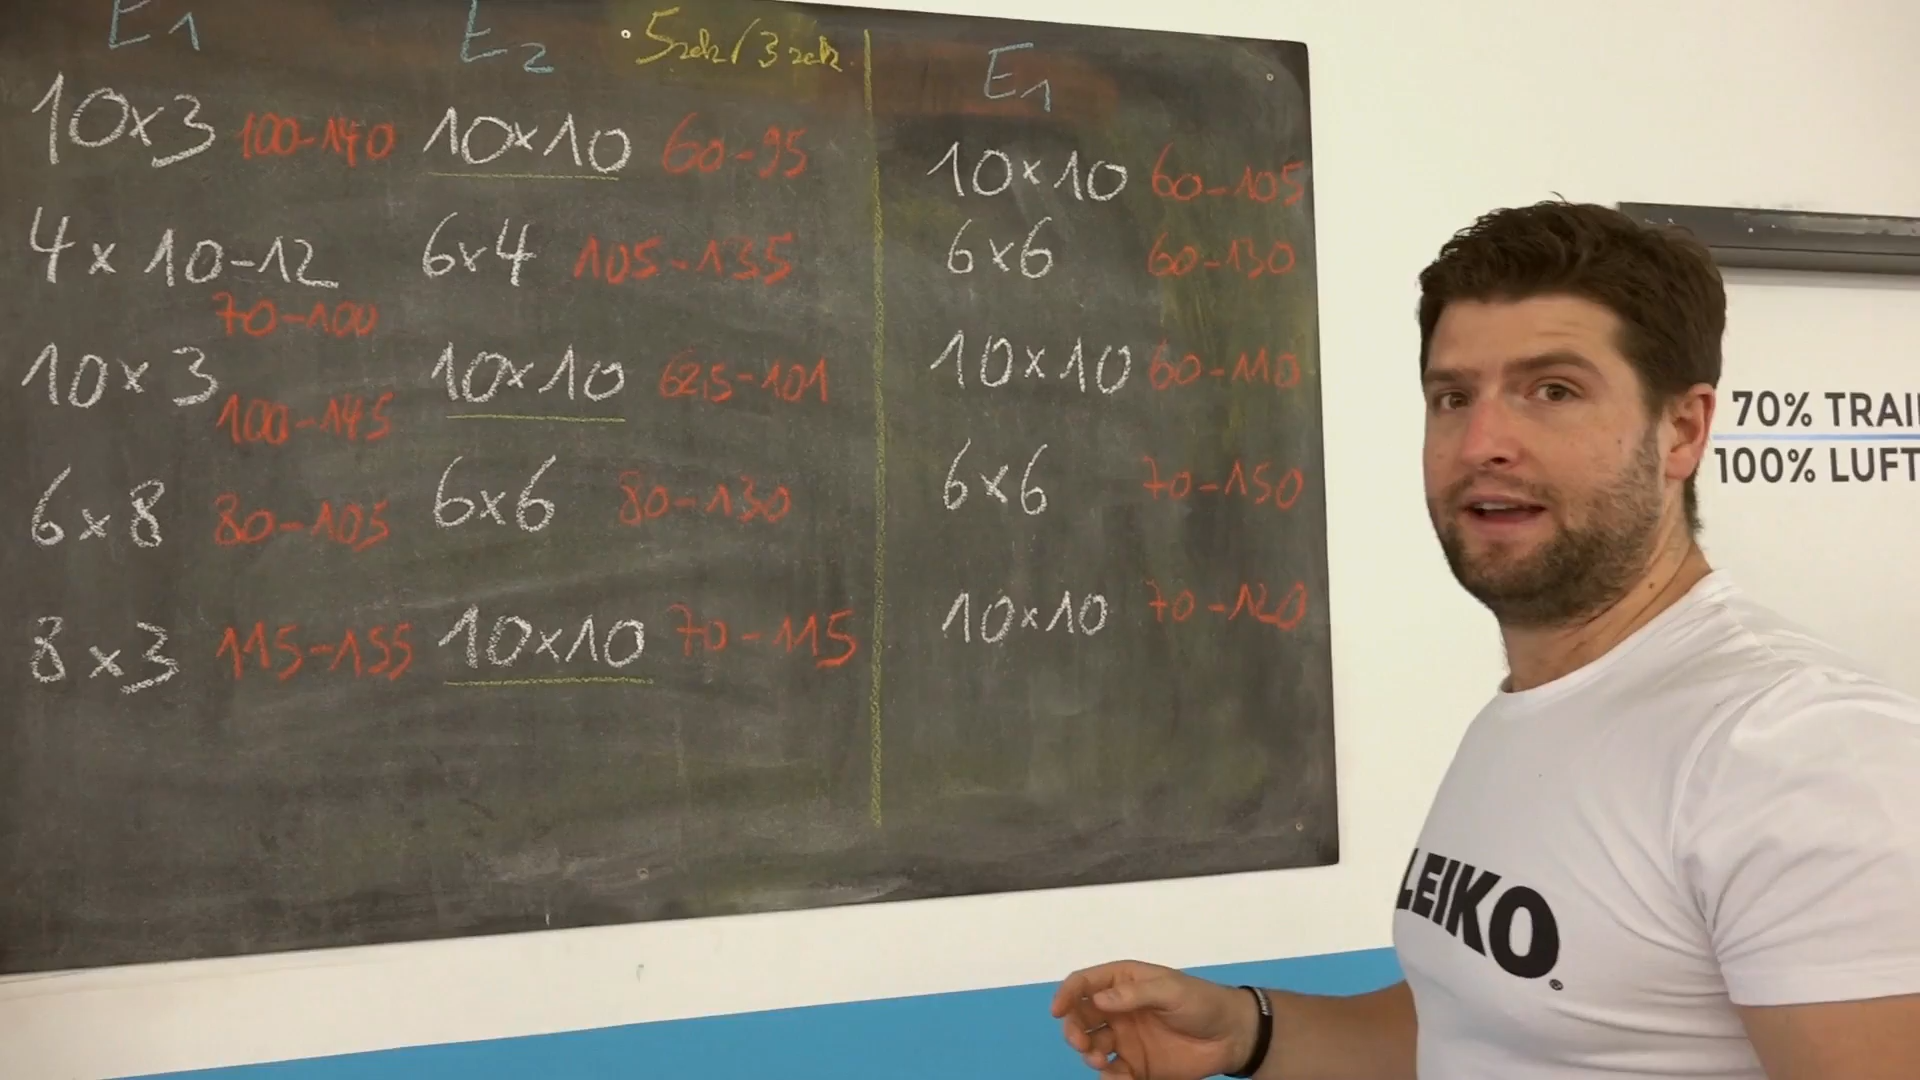 E1 E2 5sek/3sek. E1
10x3 100-140 10x10 60-95 10x10 60-105
4x10-12 70-100 6x4 105-135 6x6 60-130
10x3 100-145 10x10 62,5-101 10x10 60-110
6x8 80-105 6x6 80-130 6x6 70-150
8x3 115-155 10x10 70-115 10x10 70-120
70% TRAI
100% LUFT
LEIKO®